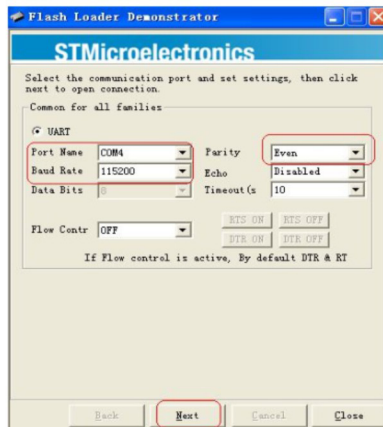 Flash Loader Demonstrator
STMicroelectronics
Select the communication port and set settings, then click
next to open connection.
Common for all families
UART
Port Name COM4 Parity Even
Baud Rate 115200 Echo Disabled
Data Bits 8 Timeout(s 10
Flow Contr OFF RTS ON RTS OFF
DTR ON DTR OFF
If Flow control is active, By default DTR & RT
Back Next Cancel Close